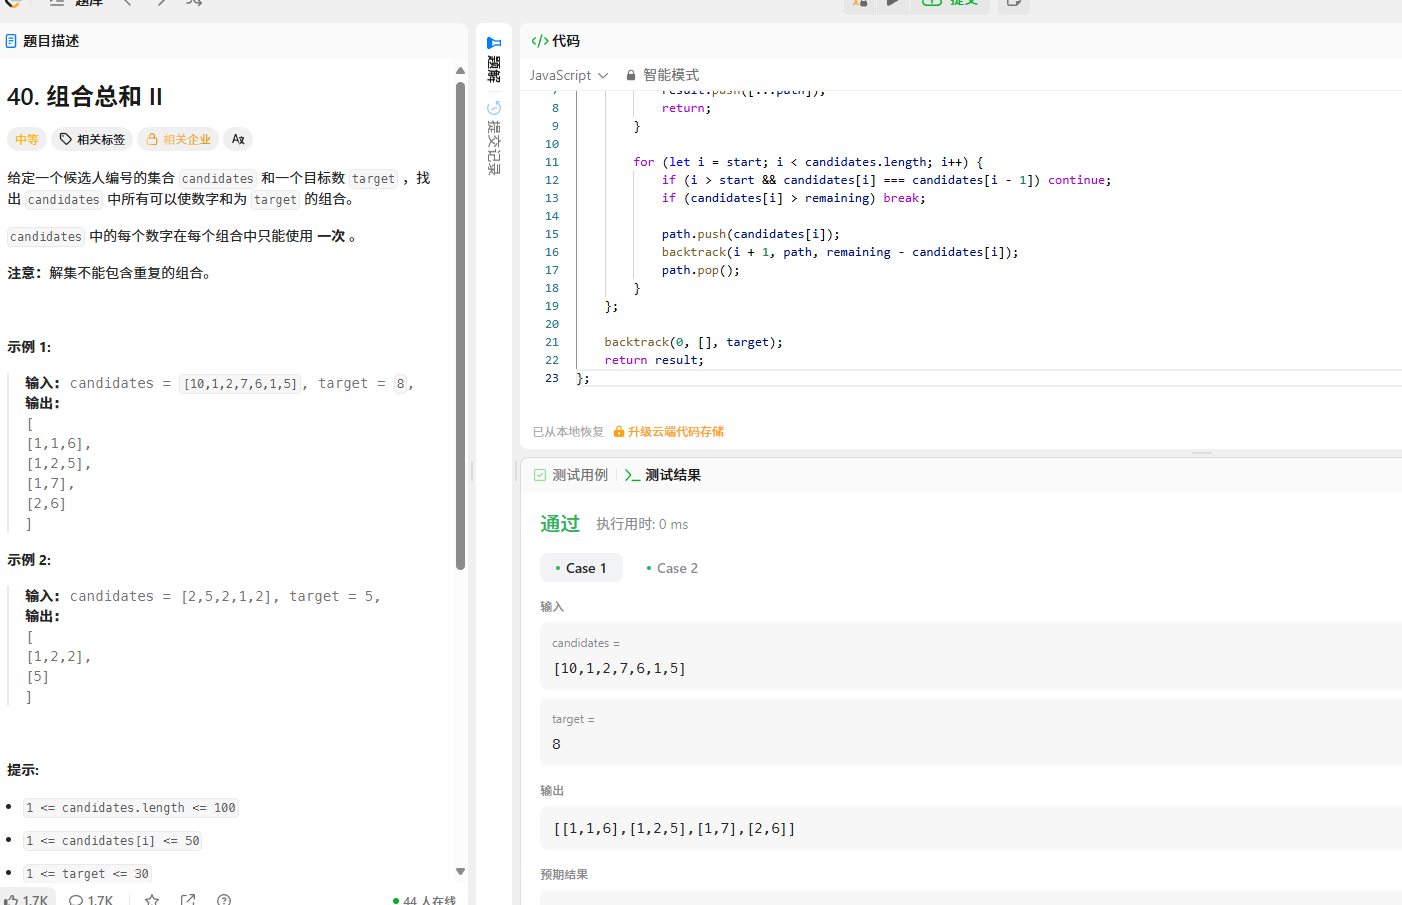 题库
提交
题目描述
40. 组合总和 II
中等 相关标签 相关企业
给定一个候选人编号的集合 candidates 和一个目标数 target ，找
出 candidates 中所有可以使数字和为 target 的组合。
candidates 中的每个数字在每个组合中只能使用 一次 。
注意：解集不能包含重复的组合。
示例 1:
输入: candidates = [10,1,2,7,6,1,5], target = 8,
输出:
[
[1,1,6],
[1,2,5],
[1,7],
[2,6]
]
示例 2:
输入: candidates = [2,5,2,1,2], target = 5,
输出:
[
[1,2,2],
[5]
]
提示:
1 <= candidates.length <= 100
1 <= candidates[i] <= 50
1 <= target <= 30
1.7K 1.7K 44 人在线
题解
提交记录
</> 代码
JavaScript 智能模式
7 result.push([...path]);
8 return;
9 }
10
11 for (let i = start; i < candidates.length; i++) {
12 if (i > start && candidates[i] === candidates[i - 1]) continue;
13 if (candidates[i] > remaining) break;
14
15 path.push(candidates[i]);
16 backtrack(i + 1, path, remaining - candidates[i]);
17 path.pop();
18 }
19 };
20
21 backtrack(0, [], target);
22 return result;
23 };
已从本地恢复 升级云端代码存储
测试用例 测试结果
通过 执行用时: 0 ms
Case 1 Case 2
输入
candidates =
[10,1,2,7,6,1,5]
target =
8
输出
[[1,1,6],[1,2,5],[1,7],[2,6]]
预期结果